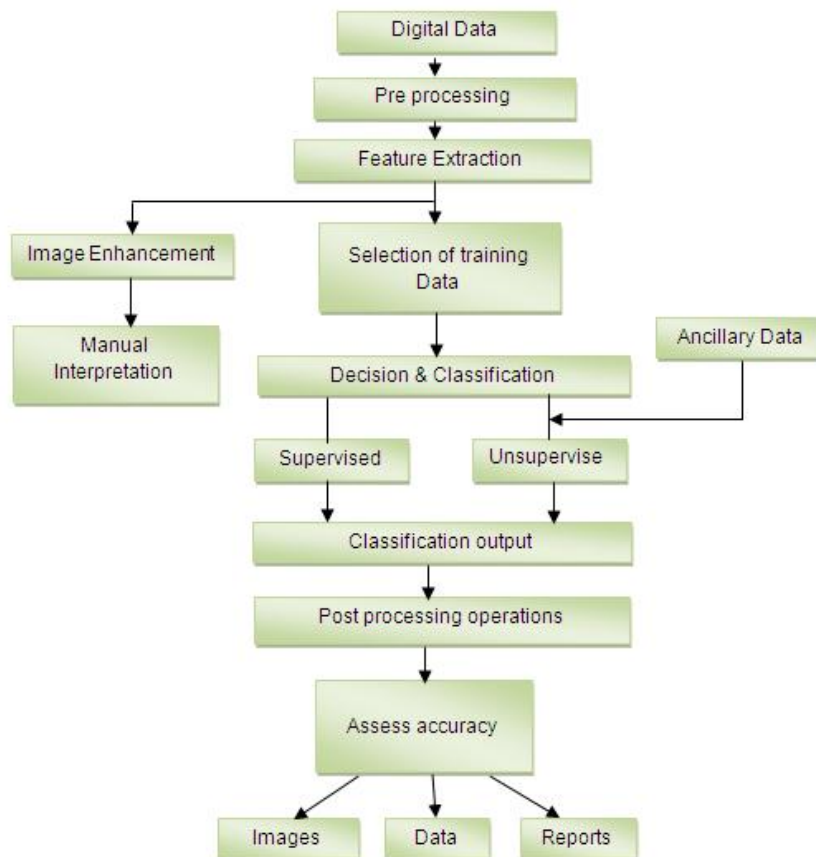 Digital Data
Pre processing
Feature Extraction
Image Enhancement
Selection of training
Data
Manual
Interpretation
Ancillary Data
Decision & Classification
Supervised
Unsupervise
Classification output
Post processing operations
Assess accuracy
Images
Data
Reports